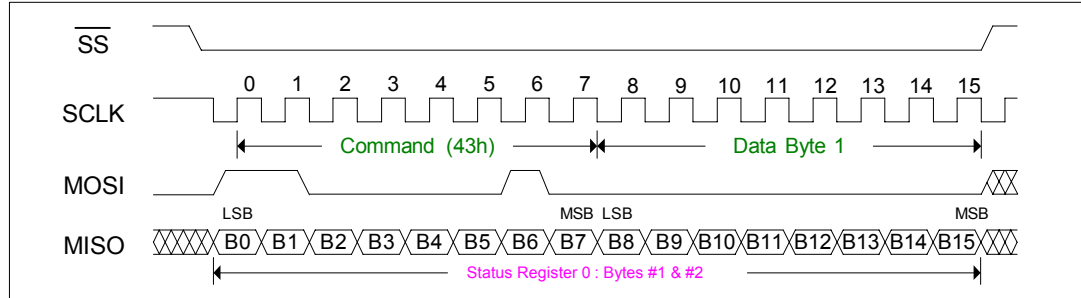 SS
0 1 2 3 4 5 6 7 8 9 10 11 12 13 14 15
SCLK
Command (43h) Data Byte 1
MOSI
LSB MSB LSB MSB
MISO B0 B1 B2 B3 B4 B5 B6 B7 B8 B9 B10 B11 B12 B13 B14 B15
Status Register 0 : Bytes #1 & #2